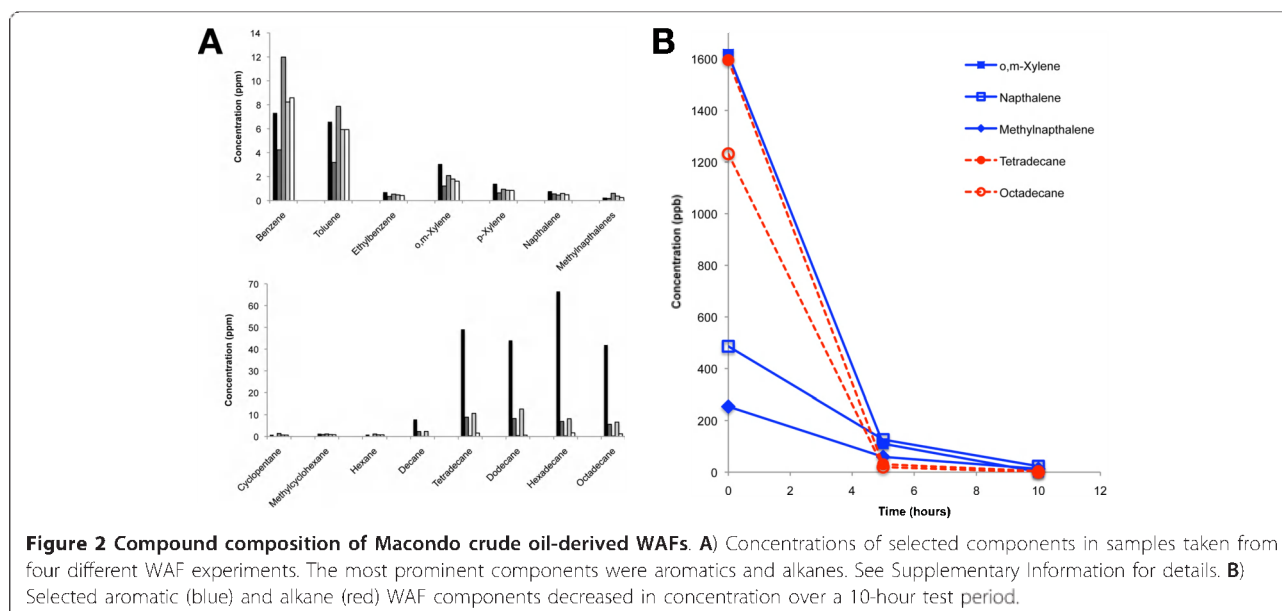 A
Concentration (ppm)
14
12
10
8
6
4
2
0
Benzene
Toluene
Ethylbenzene
o,m-Xylene
p-Xylene
Napthalene
Methylnapthalenes
Concentration (ppm)
70
60
50
40
30
20
10
0
Cyclopentane
Methylcyclohexane
Hexane
Decane
Tetradecane
Dodecane
Hexadecane
Octadecane
B
Concentration (ppb)
1600
1400
1200
1000
800
600
400
200
0
0 2 4 6 8 10 12
Time (hours)
o,m-Xylene
Napthalene
Methylnapthalene
Tetradecane
Octadecane
Figure 2 Compound composition of Macondo crude oil-derived WAFs. A) Concentrations of selected components in samples taken from
four different WAF experiments. The most prominent components were aromatics and alkanes. See Supplementary Information for details. B)
Selected aromatic (blue) and alkane (red) WAF components decreased in concentration over a 10-hour test period.